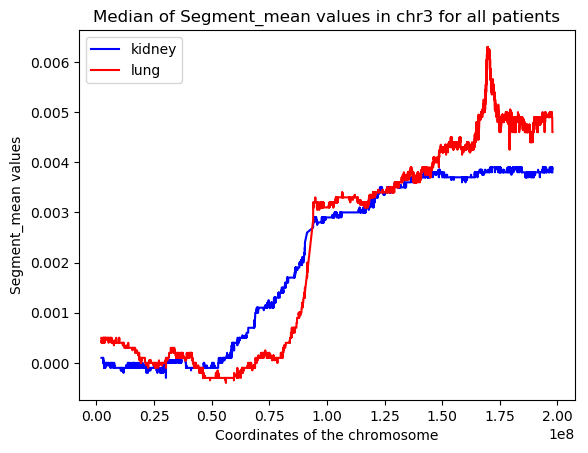 Median of Segment_mean values in chr3 for all patients
kidney
lung
Segment_mean values
0.006
0.005
0.004
0.003
0.002
0.001
0.000
0.00 0.25 0.50 0.75 1.00 1.25 1.50 1.75 2.00
1e8
Coordinates of the chromosome